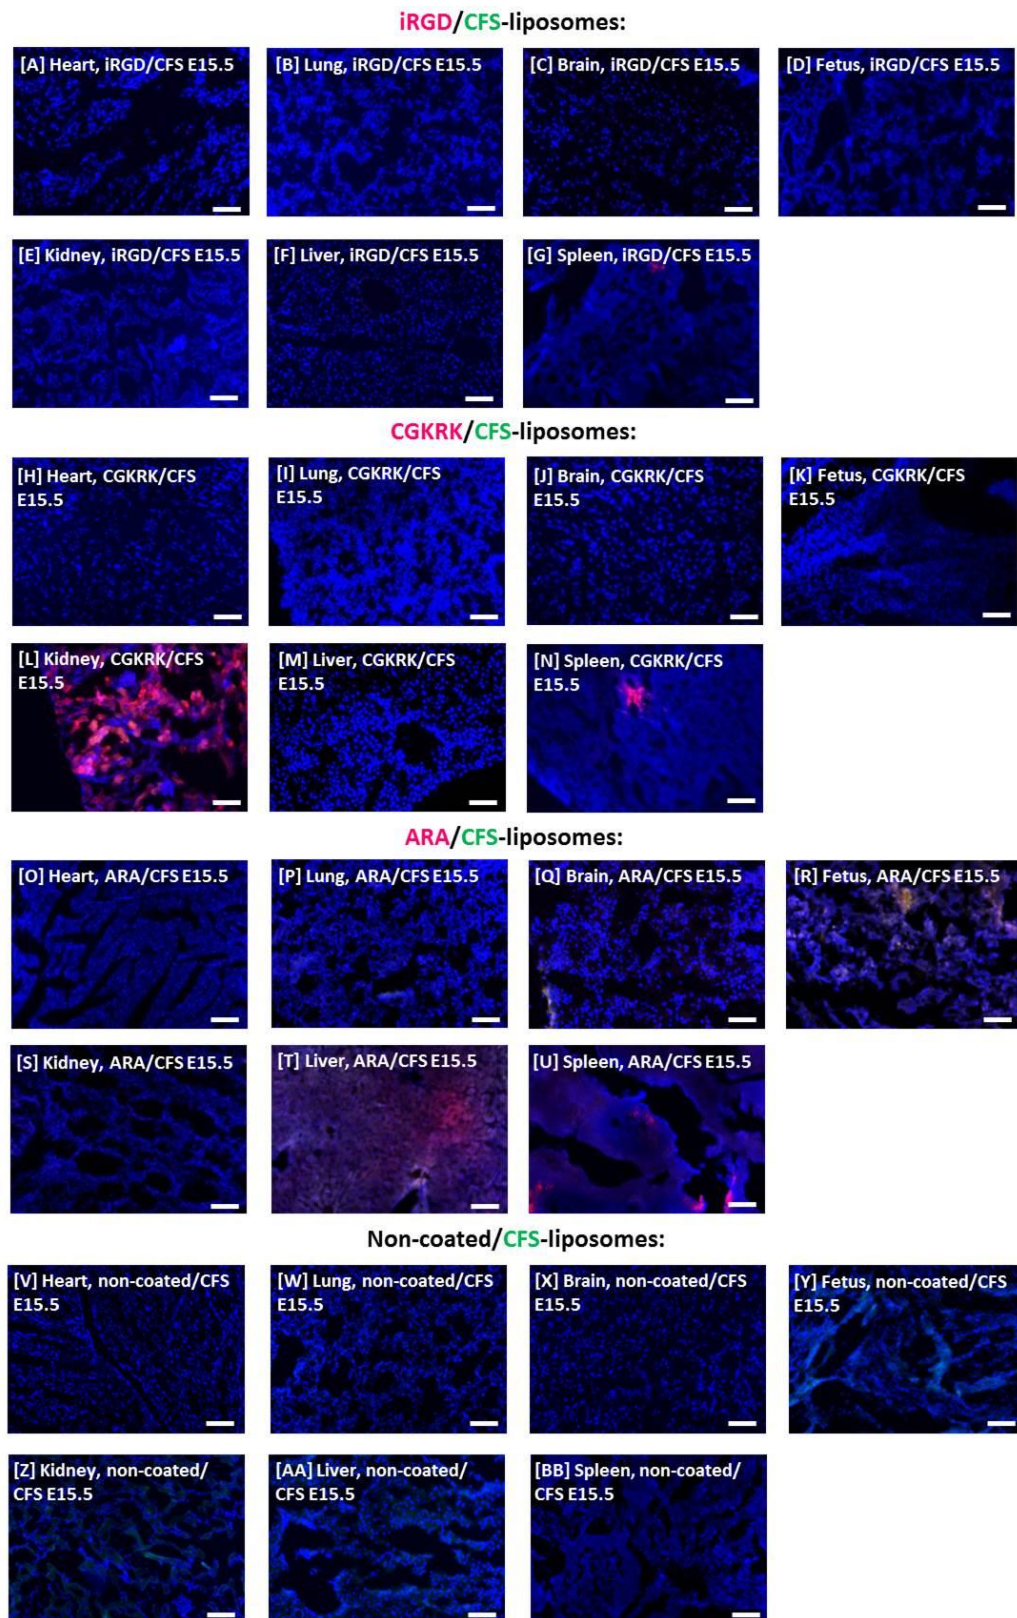 iRGD/CFS-liposomes:
[A] Heart, iRGD/CFS E15.5
[B] Lung, iRGD/CFS E15.5
[C] Brain, iRGD/CFS E15.5
[D] Fetus, iRGD/CFS E15.5
[E] Kidney, iRGD/CFS E15.5
[F] Liver, iRGD/CFS E15.5
[G] Spleen, iRGD/CFS E15.5
CGKRK/CFS-liposomes:
[H] Heart, CGKRK/CFS
E15.5
[I] Lung, CGKRK/CFS
E15.5
[J] Brain, CGKRK/CFS
E15.5
[K] Fetus, CGKRK/CFS
E15.5
[L] Kidney, CGKRK/CFS
E15.5
[M] Liver, CGKRK/CFS
E15.5
[N] Spleen, CGKRK/CFS
E15.5
ARA/CFS-liposomes:
[O] Heart, ARA/CFS E15.5
[P] Lung, ARA/CFS E15.5
[Q] Brain, ARA/CFS E15.5
[R] Fetus, ARA/CFS E15.5
[S] Kidney, ARA/CFS E15.5
[T] Liver, ARA/CFS E15.5
[U] Spleen, ARA/CFS E15.5
Non-coated/CFS-liposomes:
[V] Heart, non-coated/CFS
E15.5
[W] Lung, non-coated/CFS
E15.5
[X] Brain, non-coated/CFS
E15.5
[Y] Fetus, non-coated/CFS
E15.5
[Z] Kidney, non-coated/
CFS E15.5
[AA] Liver, non-coated/
CFS E15.5
[BB] Spleen, non-coated/
CFS E15.5